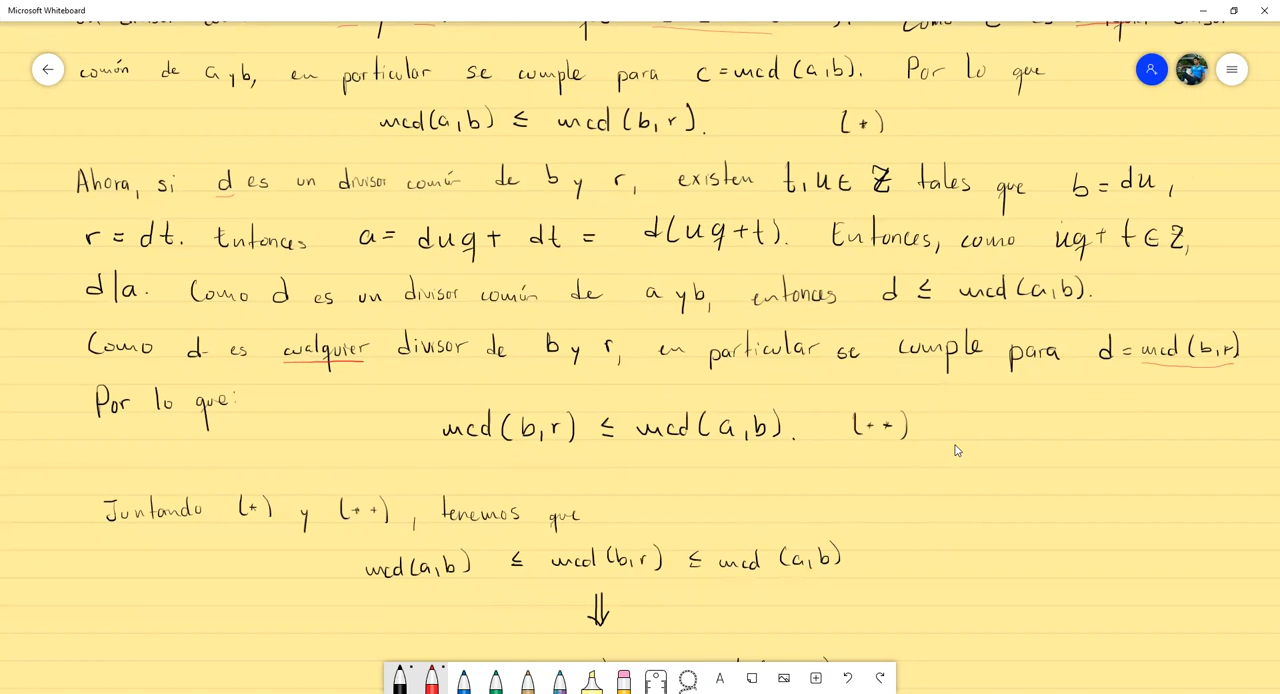 Microsoft Whiteboard
común de a y b, en particular se cumple para c = mcd (a,b). Por lo que
mcd(a,b) ≤ mcd (b,r). (*)
Ahora, si d es un divisor común de b y r, existen t, u ∈ Z tales que b = du,
r = dt. Entonces a = duq + dt = d(uq+t). Entonces, como uq + t ∈ Z,
d|a. Como d es un divisor común de a y b, entonces d ≤ mcd (a,b).
Como d es cualquier divisor de b y r, en particular se cumple para d = mcd (b,r)
Por lo que:
mcd (b,r) ≤ mcd (a,b). (**)
Juntando (*) y (**), tenemos que
mcd (a,b) ≤ mcd (b,r) ≤ mcd (a,b)
⇓